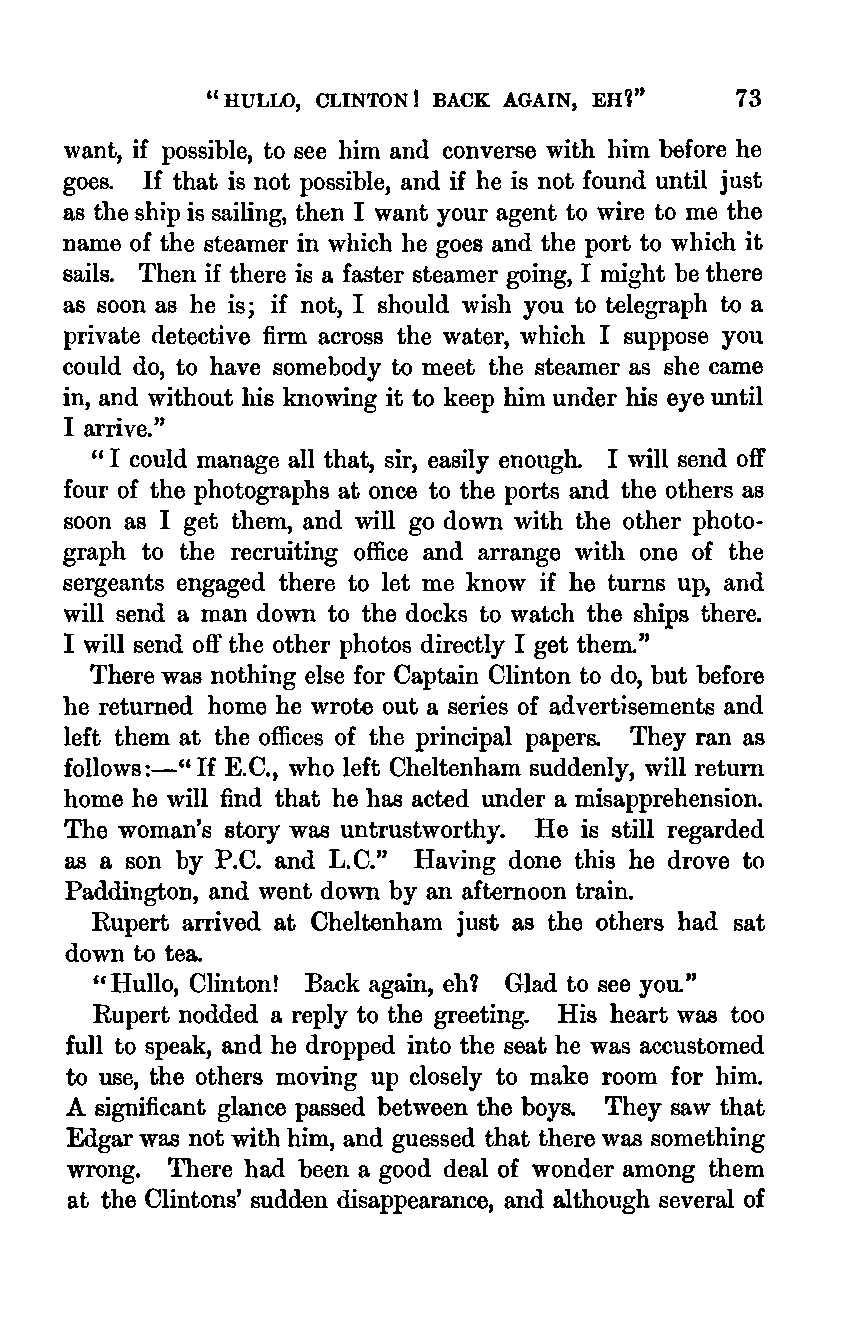 "HULLO, CLINTON! BACK AGAIN, EH?" 73
want, if possible, to see him and converse with him before he
goes. If that is not possible, and if he is not found until just
as the ship is sailing, then I want your agent to wire to me the
name of the steamer in which he goes and the port to which it
sails. Then if there is a faster steamer going, I might be there
as soon as he is; if not, I should wish you to telegraph to a
private detective firm across the water, which I suppose you
could do, to have somebody to meet the steamer as she came
in, and without his knowing it to keep him under his eye until
I arrive."
"I could manage all that, sir, easily enough. I will send off
four of the photographs at once to the ports and the others as
soon as I get them, and will go down with the other photo-
graph to the recruiting office and arrange with one of the
sergeants engaged there to let me know if he turns up, and
will send a man down to the docks to watch the ships there.
I will send off the other photos directly I get them."
There was nothing else for Captain Clinton to do, but before
he returned home he wrote out a series of advertisements and
left them at the offices of the principal papers. They ran as
follows:—"If E.C., who left Cheltenham suddenly, will return
home he will find that he has acted under a misapprehension.
The woman's story was untrustworthy. He is still regarded
as a son by P.C. and L.C." Having done this he drove to
Paddington, and went down by an afternoon train.
Rupert arrived at Cheltenham just as the others had sat
down to tea.
"Hullo, Clinton! Back again, eh? Glad to see you."
Rupert nodded a reply to the greeting. His heart was too
full to speak, and he dropped into the seat he was accustomed
to use, the others moving up closely to make room for him.
A significant glance passed between the boys. They saw that
Edgar was not with him, and guessed that there was something
wrong. There had been a good deal of wonder among them
at the Clintons' sudden disappearance, and although several of